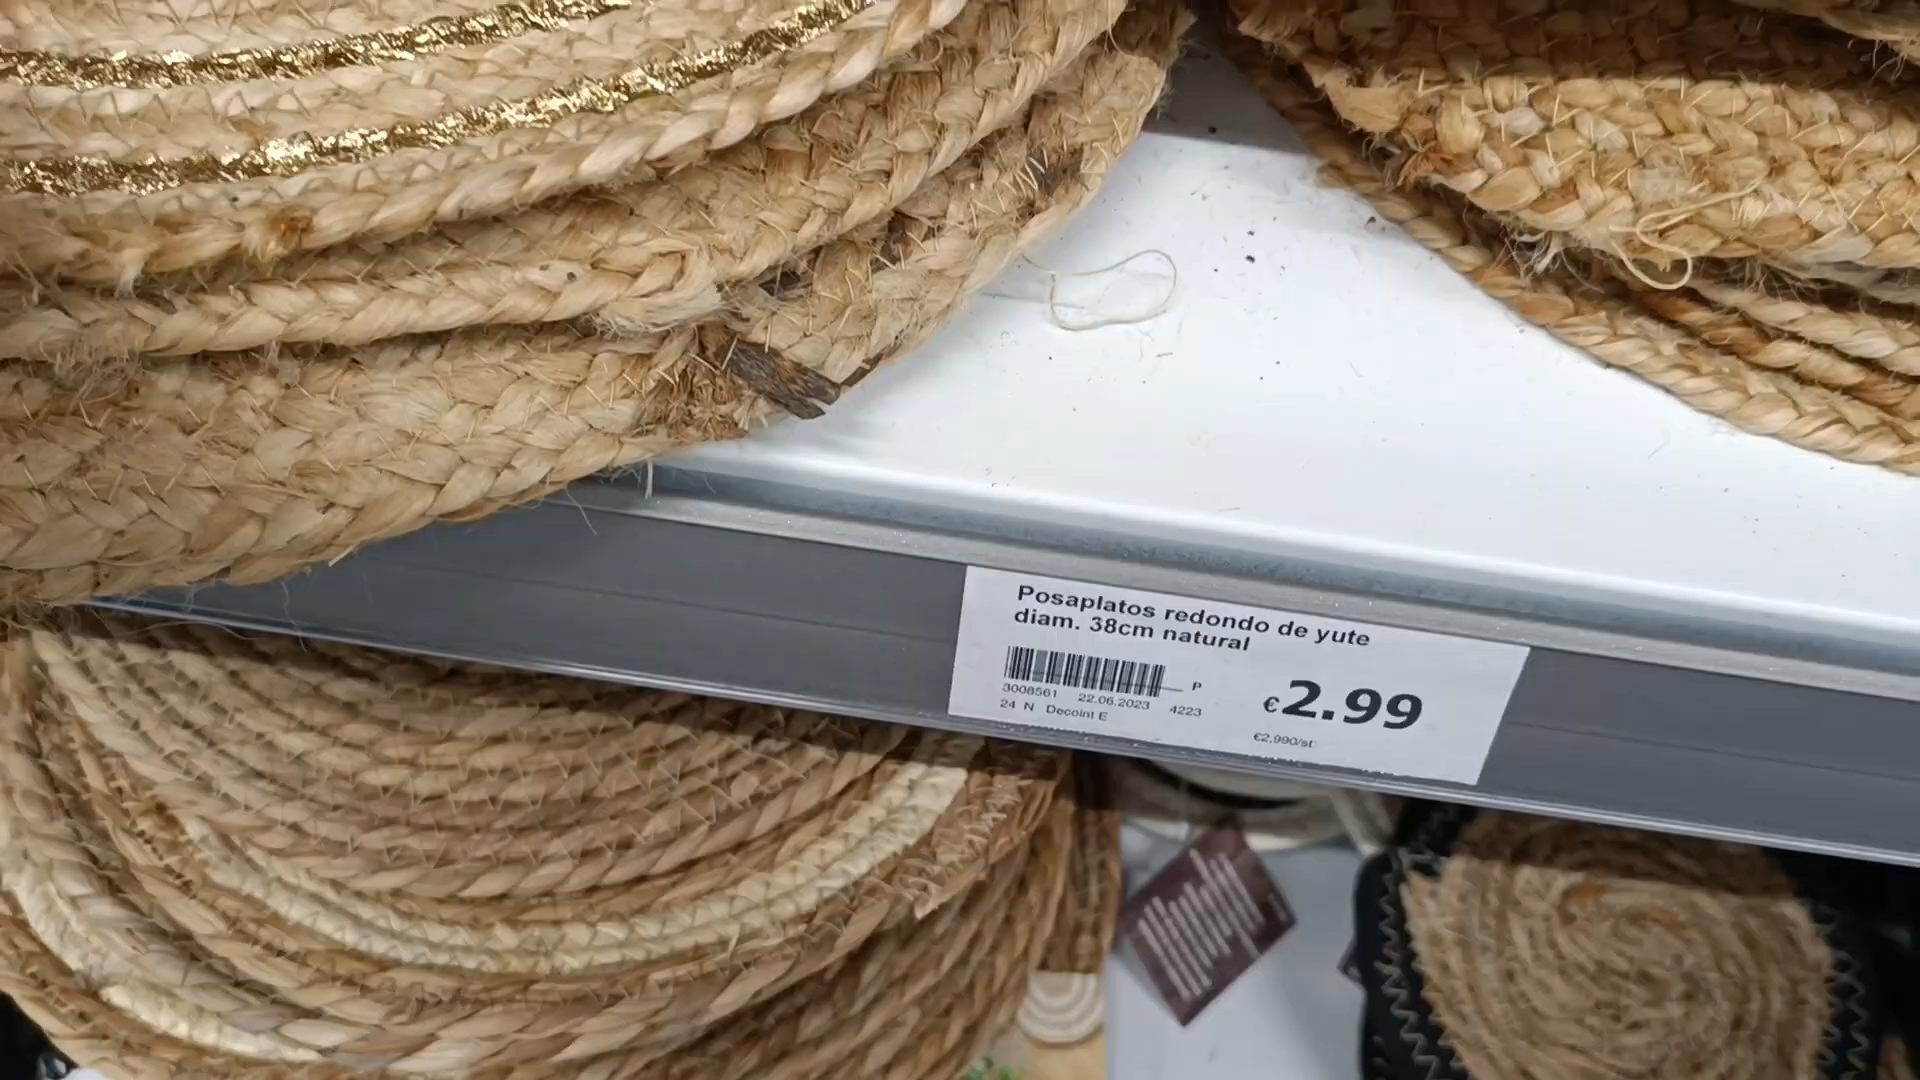 Posaplatos redondo de yute
diam. 38cm natural
P
3008561 22.06.2023 4223
24 N Decoint E
€2.99
€2,990/st